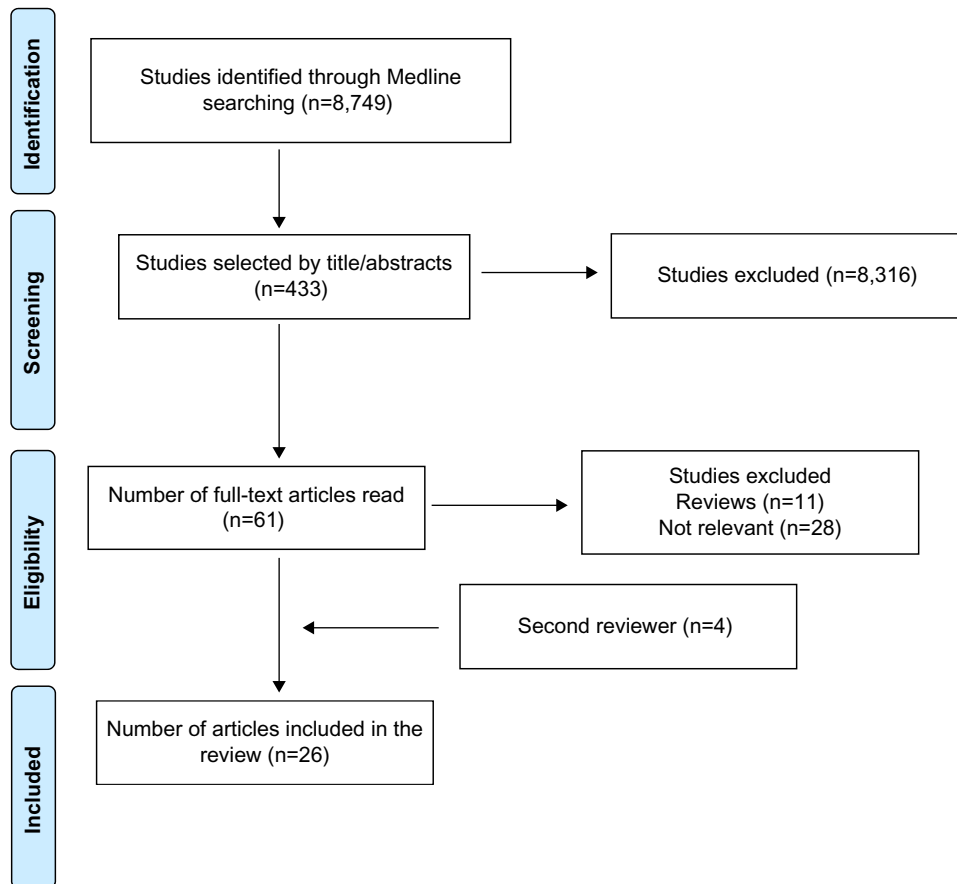 Identification
Studies identified through Medline
searching (n=8,749)
Screening
Studies selected by title/abstracts
(n=433)
Studies excluded (n=8,316)
Eligibility
Number of full-text articles read
(n=61)
Studies excluded
Reviews (n=11)
Not relevant (n=28)
Second reviewer (n=4)
Included
Number of articles included in the
review (n=26)